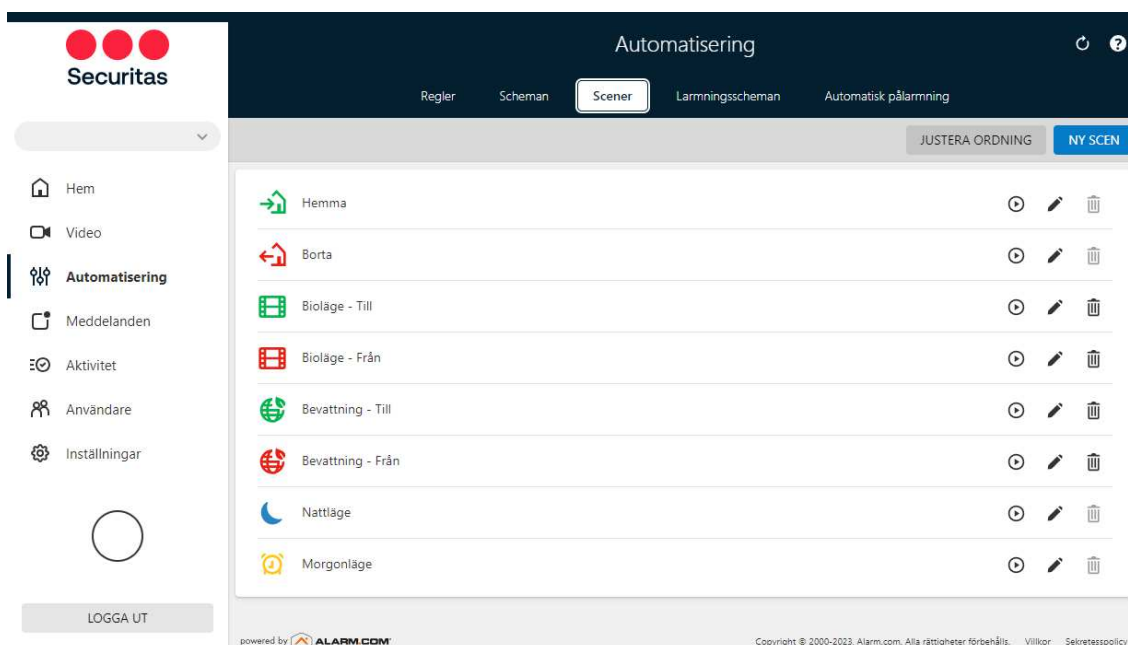 Securitas
Automatisering
Regler Scheman Scener Larmningsscheman Automatisk pålarmning
JUSTERA ORDNING NY SCEN
Hem
Video
Automatisering
Meddelanden
Aktivitet
Användare
Inställningar
LOGGA UT
Hemma
Borta
Bioläge - Till
Bioläge - Från
Bevattning - Till
Bevattning - Från
Nattläge
Morgonläge
powered by ALARM.COM
Copyright © 2000-2023, Alarm.com. Alla rättigheter förbehålls. Villkor Sekretesspolicy